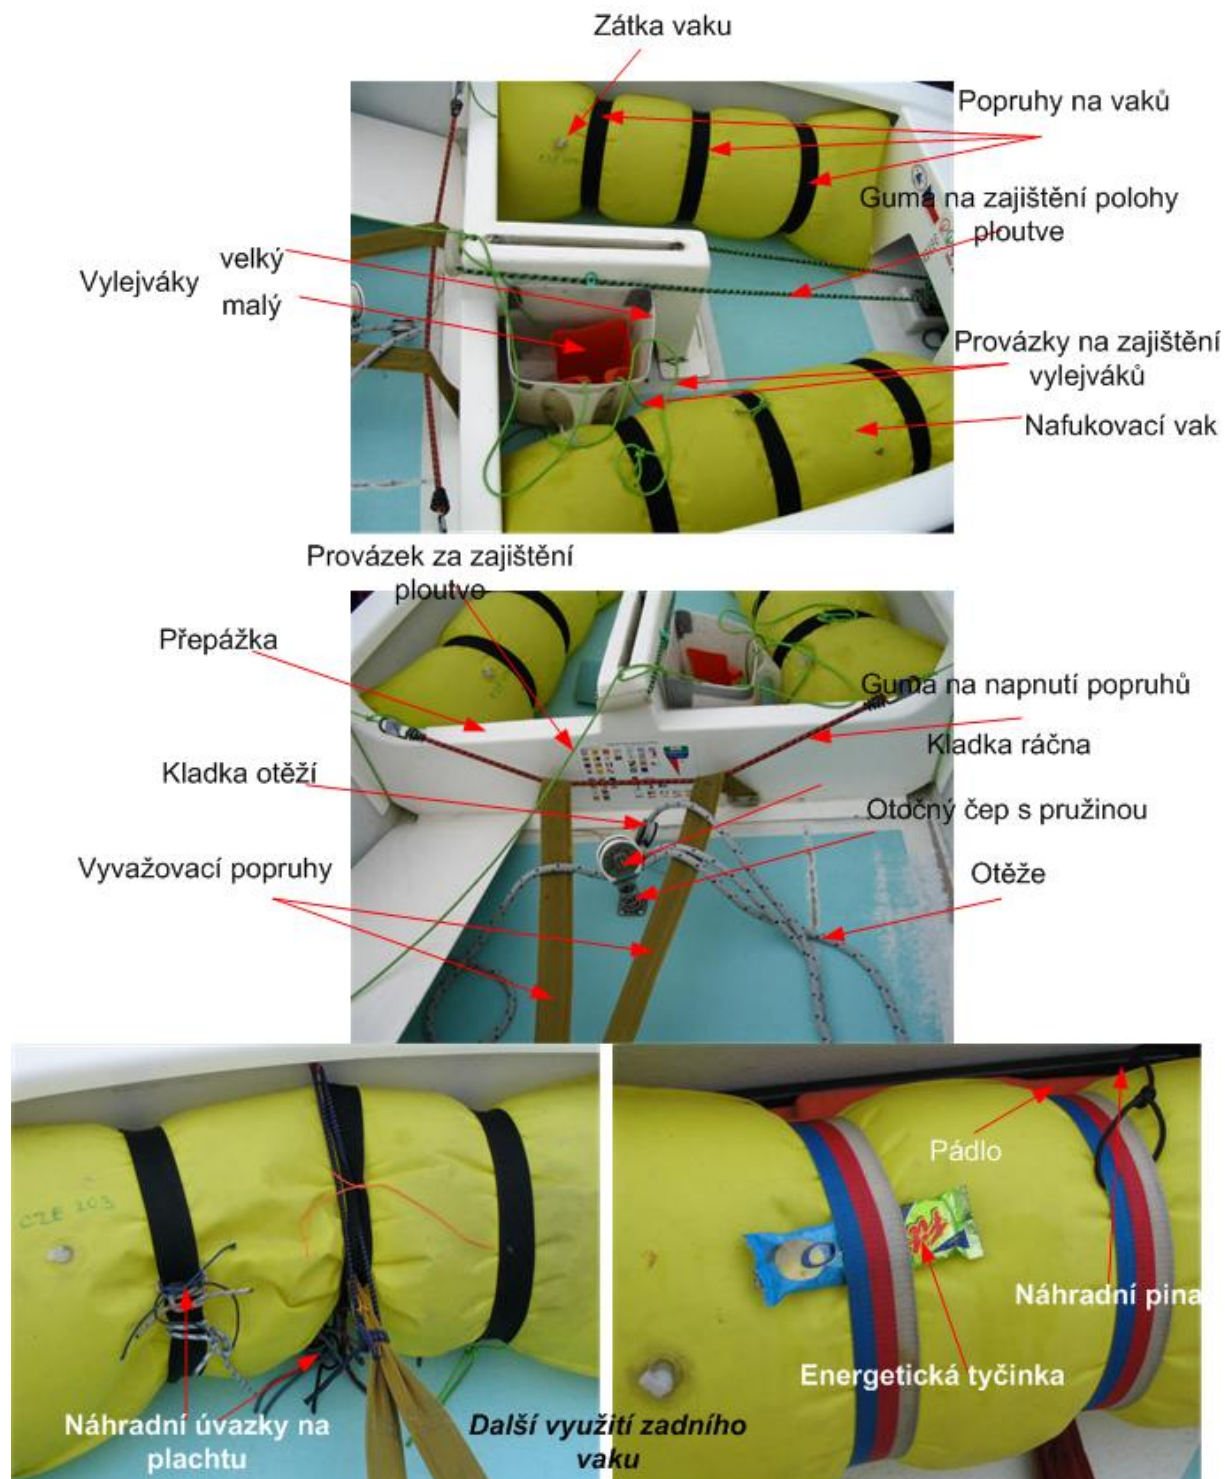 Zátka vaku
Popruhy na vaků
Guma na zajištění polohy
ploutve
Vylejváky
velký
malý
Provázky na zajištění
vylejváků
Nafukovací vak
Provázek za zajištění
ploutve
Přepážka
Guma na napnutí popruhů
Kladka ráčna
Kladka otěží
Otočný čep s pružinou
Vyvažovací popruhy
Otěže
CZE 203
Pádlo
Náhradní pina
Energetická tyčinka
Náhradní úvazky na
plachtu
Další využití zadního
vaku